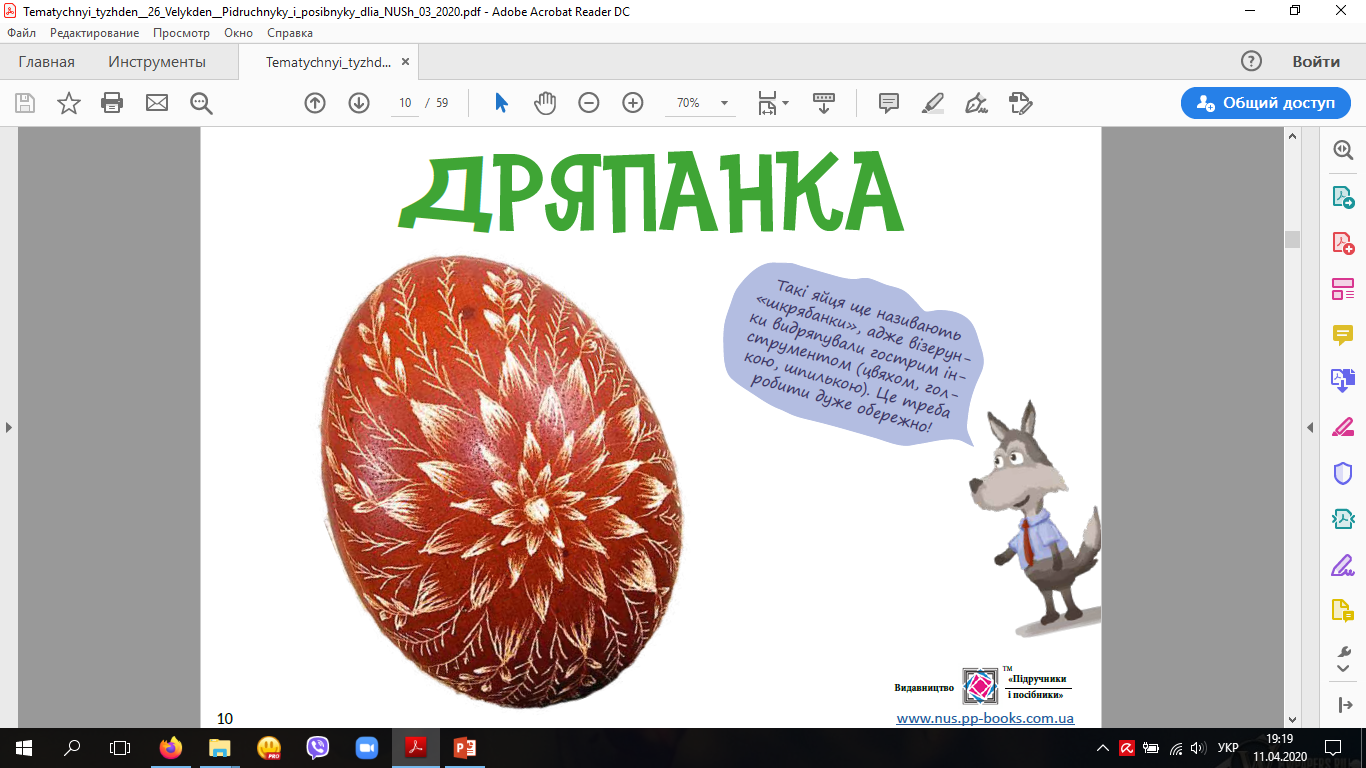 Tematychnyi_tyzhden__26_Velykden__Pidruchnyky_i_posibnyky_dlia_NUSh_03_2020.pdf - Adobe Acrobat Reader DC
Файл Редактирование Просмотр Окно Справка
Главная Инструменты Tematychnyi_tyzhd... Войти
10 / 59 70% Общий доступ
ДРЯПАНКА
Такі яйця ще називають
«шкрябанки», адже візерун-
ки видряпували гострим ін-
струментом (цвяхом, гол-
кою, шпилькою). Це треба
робити дуже обережно!
Видавництво ТМ «Підручники
і посібники»
10 www.nus.pp-books.com.ua
PRO УКР 19:19
11.04.2020